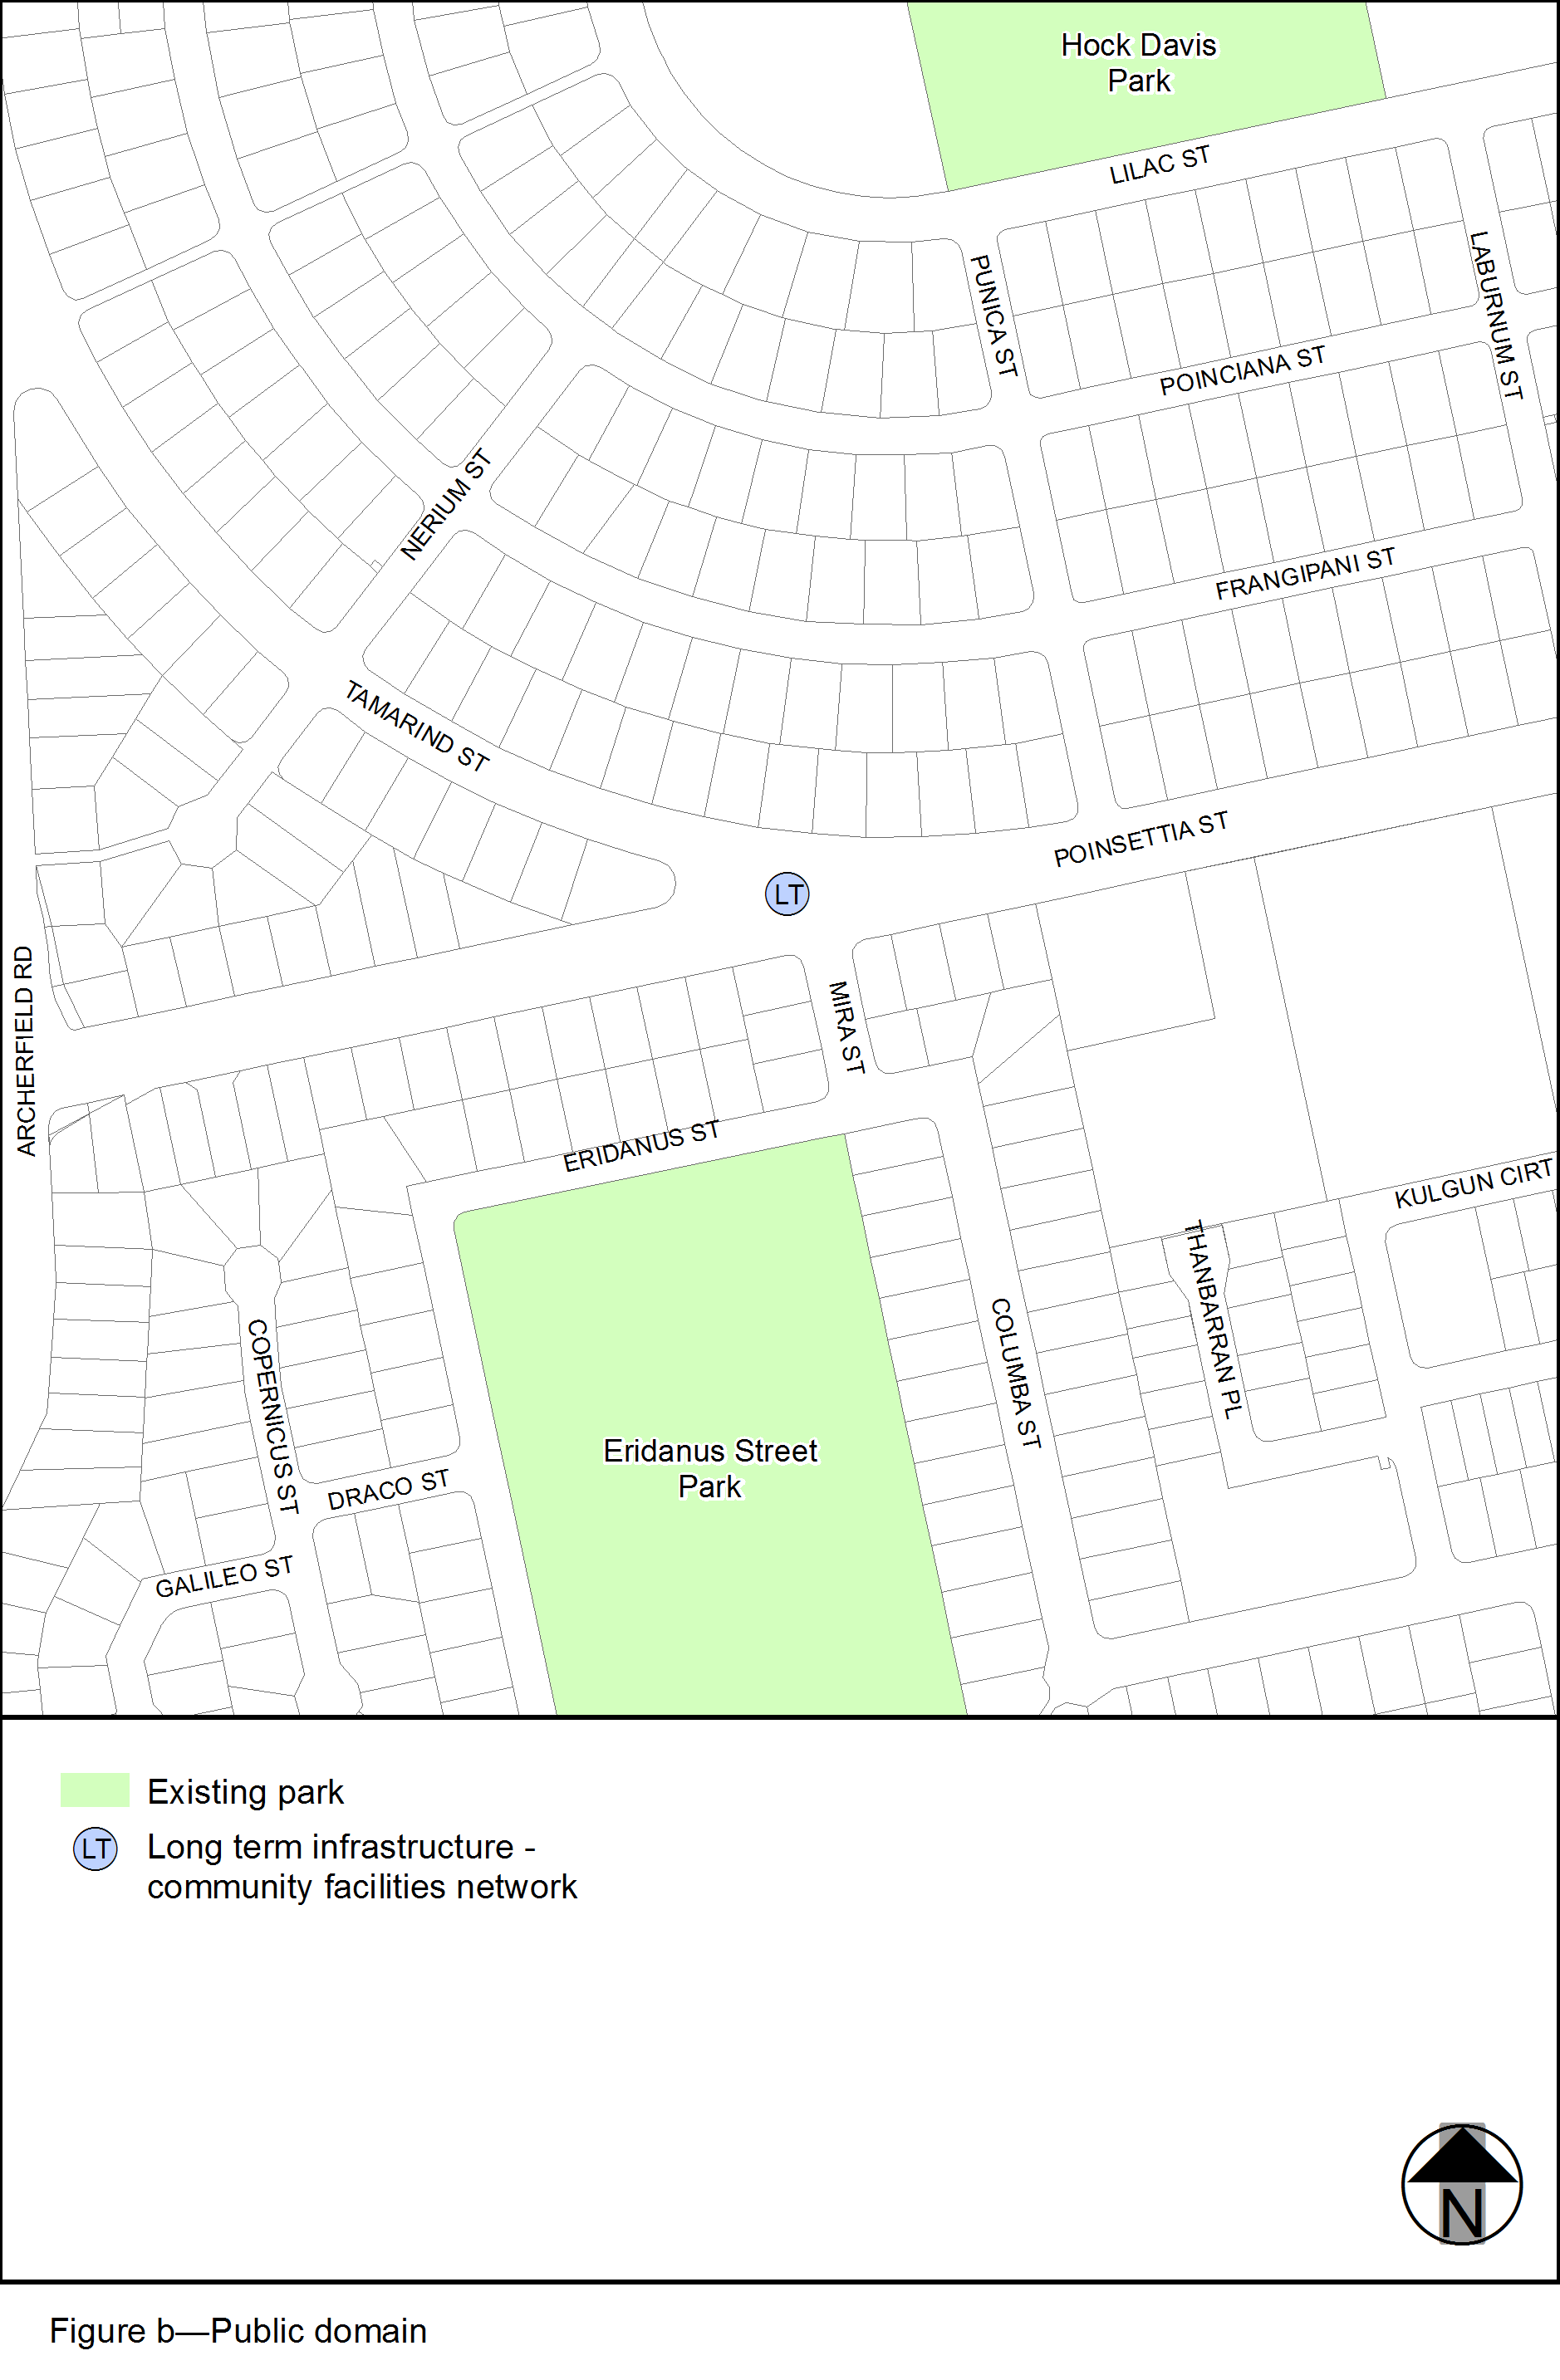 Hock Davis
Park
LILAC ST
PUNICA ST
LABURNUM ST
POINCIANA ST
NERIUM ST
FRANGIPANI ST
TAMARIND ST
POINSETTIA ST
LT
ARCHERFIELD RD
MIRA ST
ERIDANUS ST
KULGUN CIRT
THANBARRAN PL
COLUMBA ST
COPERNICUS ST
Eridanus Street
Park
DRACO ST
GALILEO ST
Existing park
LT
Long term infrastructure -
community facilities network
N
Figure b—Public domain